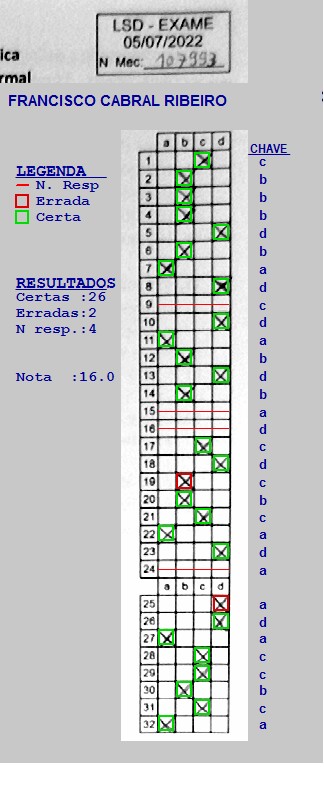 LSD - EXAME
05/07/2022
N Mec: 107993
ica
rmal
FRANCISCO CABRAL RIBEIRO
LEGENDA
N. Resp
Errada
Certa
RESULTADOS
Certas :26
Erradas:2
N resp.:4
Nota :16.0
a b c d CHAVE
1 c
2 b
3 b
4 b
5 d
6 b
7 a
8 d
9 c
10 d
11 a
12 b
13 d
14 b
15 a
16 d
17 c
18 d
19 c
20 b
21 c
22 a
23 d
24 a
a b c d
25 a
26 d
27 a
28 c
29 c
30 b
31 c
32 a